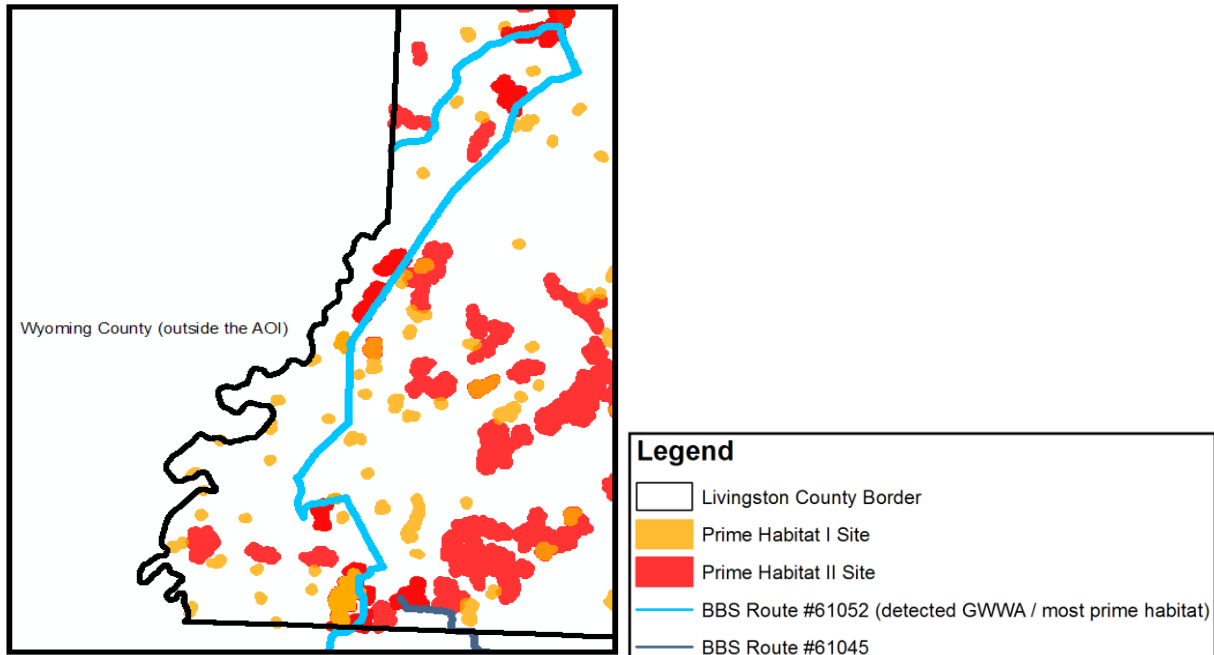 Wyoming County (outside the AOI)
Legend
Livingston County Border
Prime Habitat I Site
Prime Habitat II Site
BBS Route #61052 (detected GWWA / most prime habitat)
BBS Route #61045